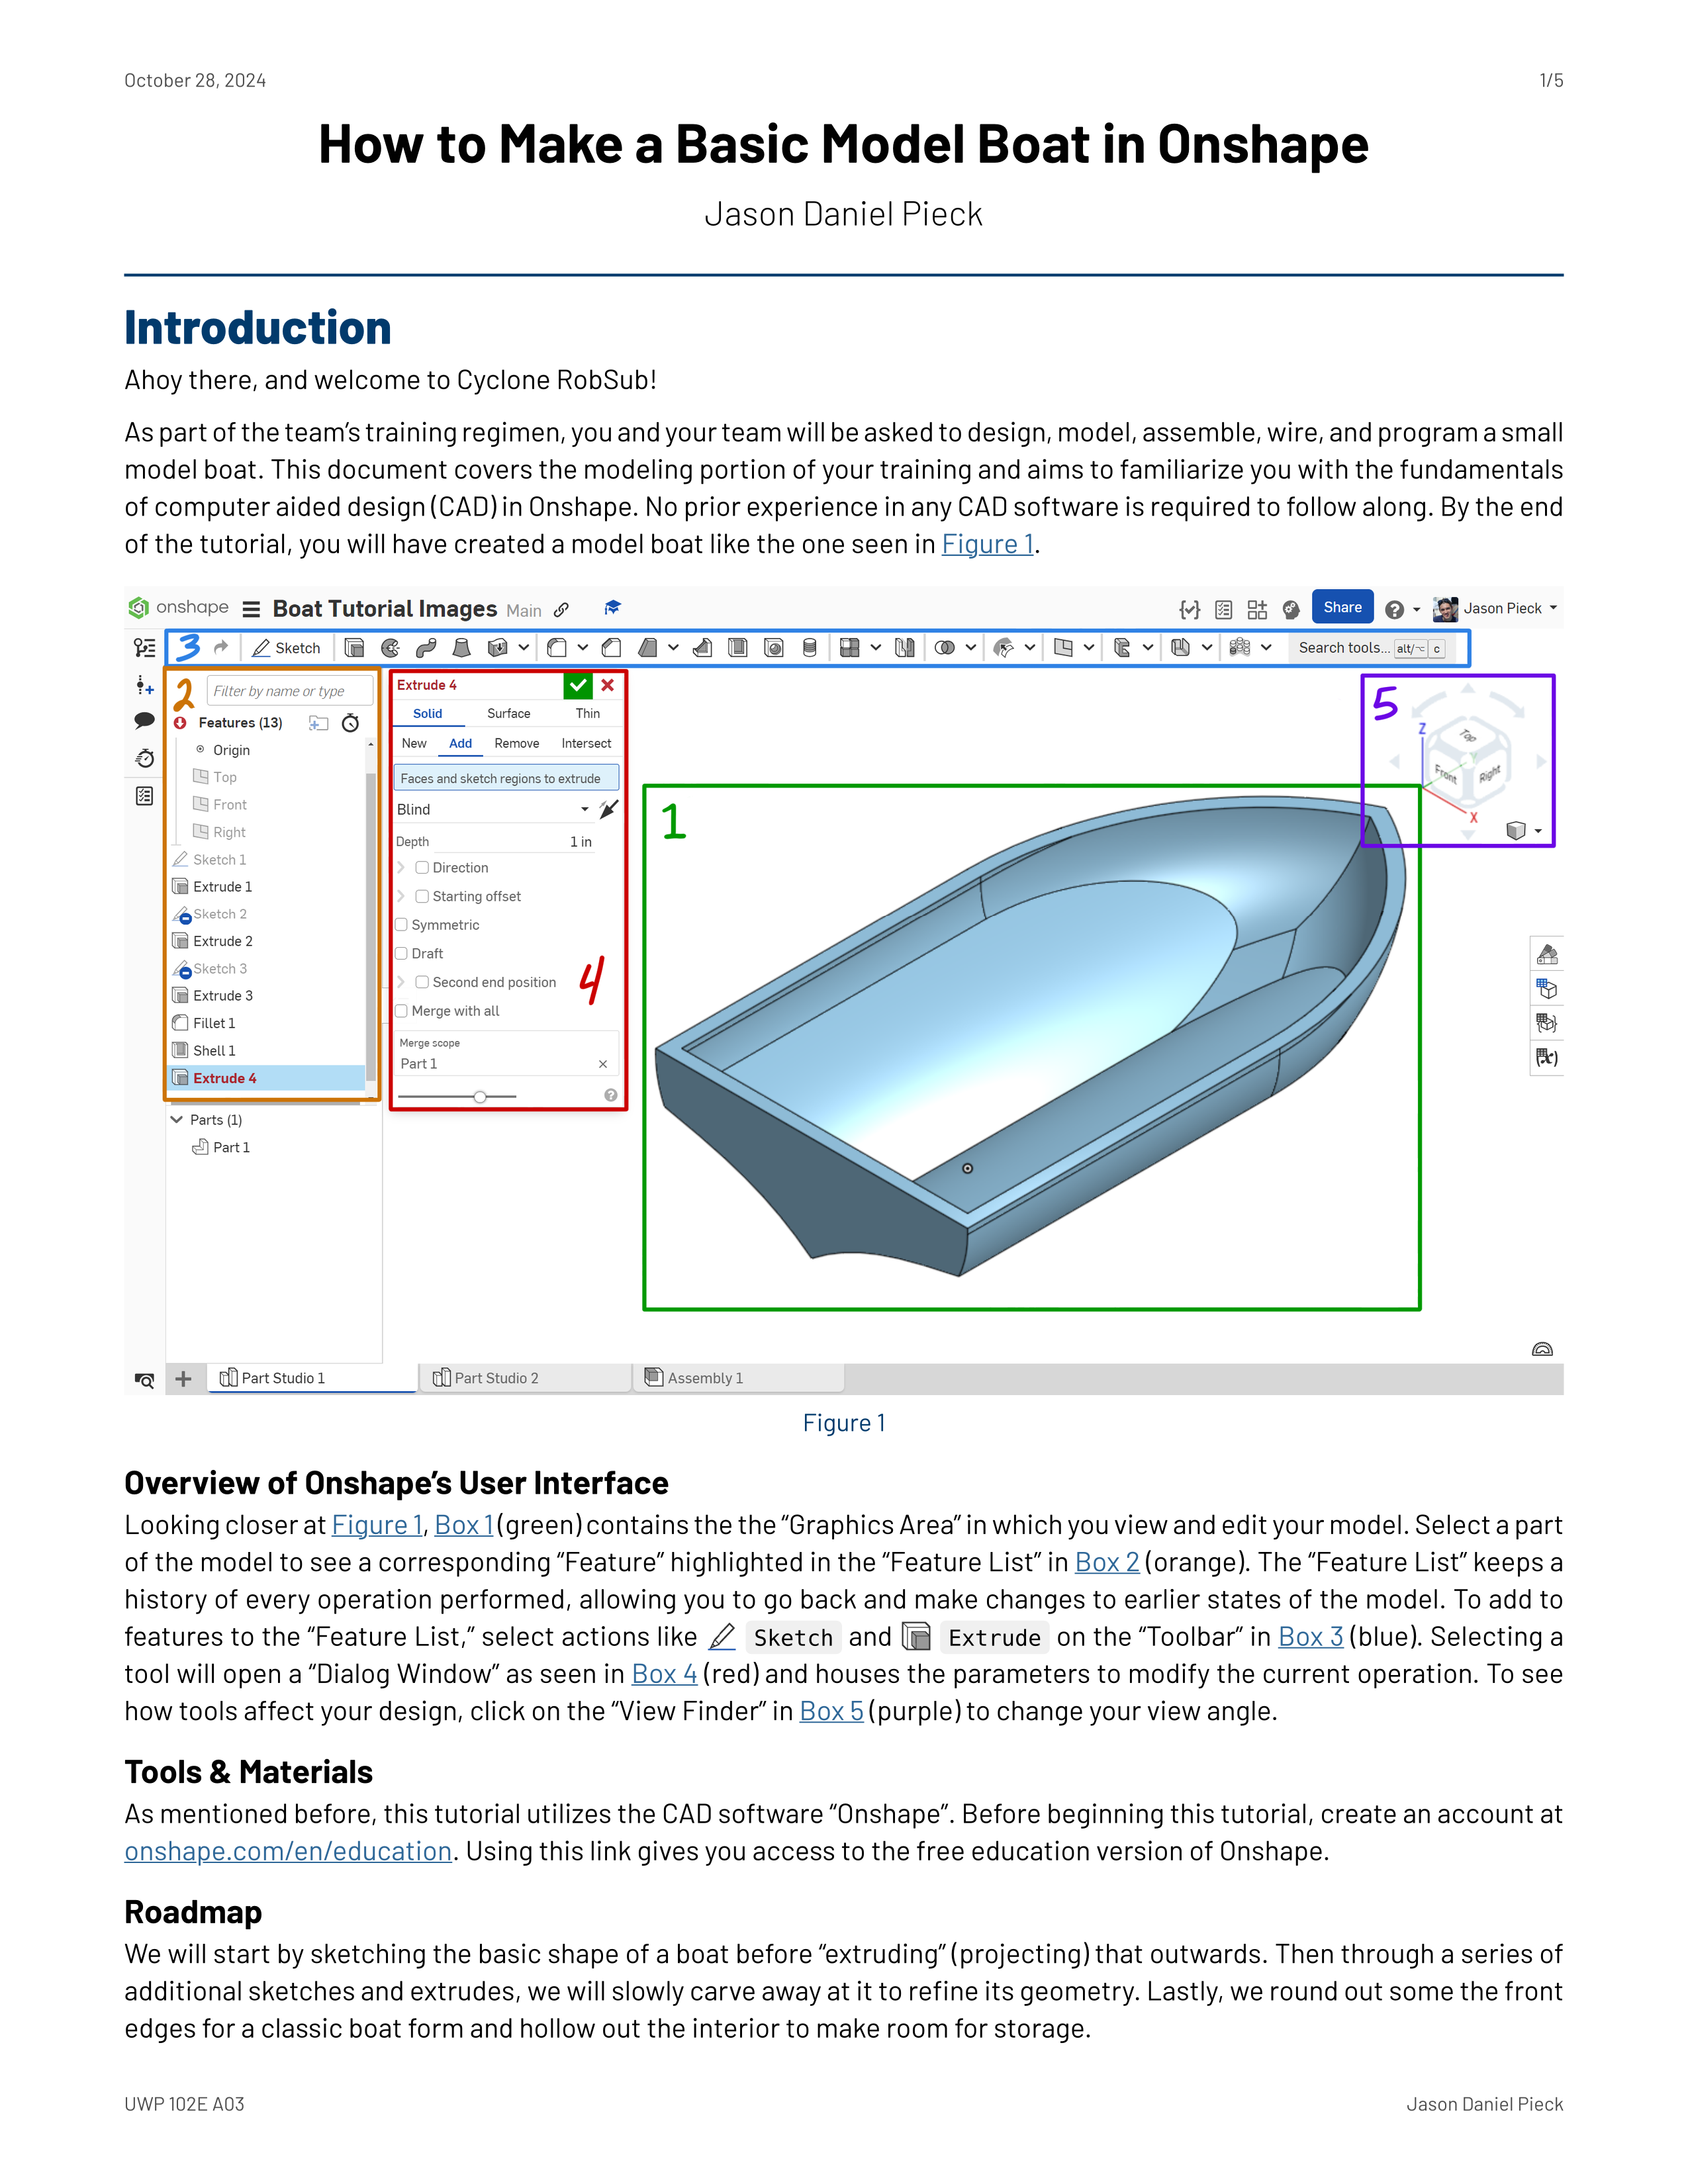 October 28, 2024
1/5
How to Make a Basic Model Boat in Onshape
Jason Daniel Pieck
Introduction
Ahoy there, and welcome to Cyclone RobSub!
As part of the team's training regimen, you and your team will be asked to design, model, assemble, wire, and program a small
model boat. This document covers the modeling portion of your training and aims to familiarize you with the fundamentals
of computer aided design (CAD) in Onshape. No prior experience in any CAD software is required to follow along. By the end
of the tutorial, you will have created a model boat like the one seen in Figure 1.
onshape Boat Tutorial Images Main Share Jason Pieck
3 Sketch Search tools... alt/⌥ c
2 Filter by name or type
Features (13)
Origin
Top
Front
Right
Sketch 1
Extrude 1
Sketch 2
Extrude 2
Sketch 3
Extrude 3
Fillet 1
Shell 1
Extrude 4
Parts (1)
Part 1
Extrude 4
Solid Surface Thin
New Add Remove Intersect
Faces and sketch regions to extrude
Blind
Depth 1 in
Direction
Starting offset
Symmetric
Draft
Second end position
4
Merge with all
Merge scope
Part 1
1
5
Z
Top
Y
Front Right
X
Part Studio 1 Part Studio 2 Assembly 1
Figure 1
Overview of Onshape's User Interface
Looking closer at Figure 1, Box 1 (green) contains the the “Graphics Area” in which you view and edit your model. Select a part
of the model to see a corresponding “Feature” highlighted in the “Feature List” in Box 2 (orange). The “Feature List” keeps a
history of every operation performed, allowing you to go back and make changes to earlier states of the model. To add to
features to the “Feature List,” select actions like Sketch and Extrude on the “Toolbar” in Box 3 (blue). Selecting a
tool will open a “Dialog Window” as seen in Box 4 (red) and houses the parameters to modify the current operation. To see
how tools affect your design, click on the “View Finder” in Box 5 (purple) to change your view angle.
Tools & Materials
As mentioned before, this tutorial utilizes the CAD software “Onshape”. Before beginning this tutorial, create an account at
onshape.com/en/education. Using this link gives you access to the free education version of Onshape.
Roadmap
We will start by sketching the basic shape of a boat before “extruding” (projecting) that outwards. Then through a series of
additional sketches and extrudes, we will slowly carve away at it to refine its geometry. Lastly, we round out some the front
edges for a classic boat form and hollow out the interior to make room for storage.
UWP 102E A03
Jason Daniel Pieck